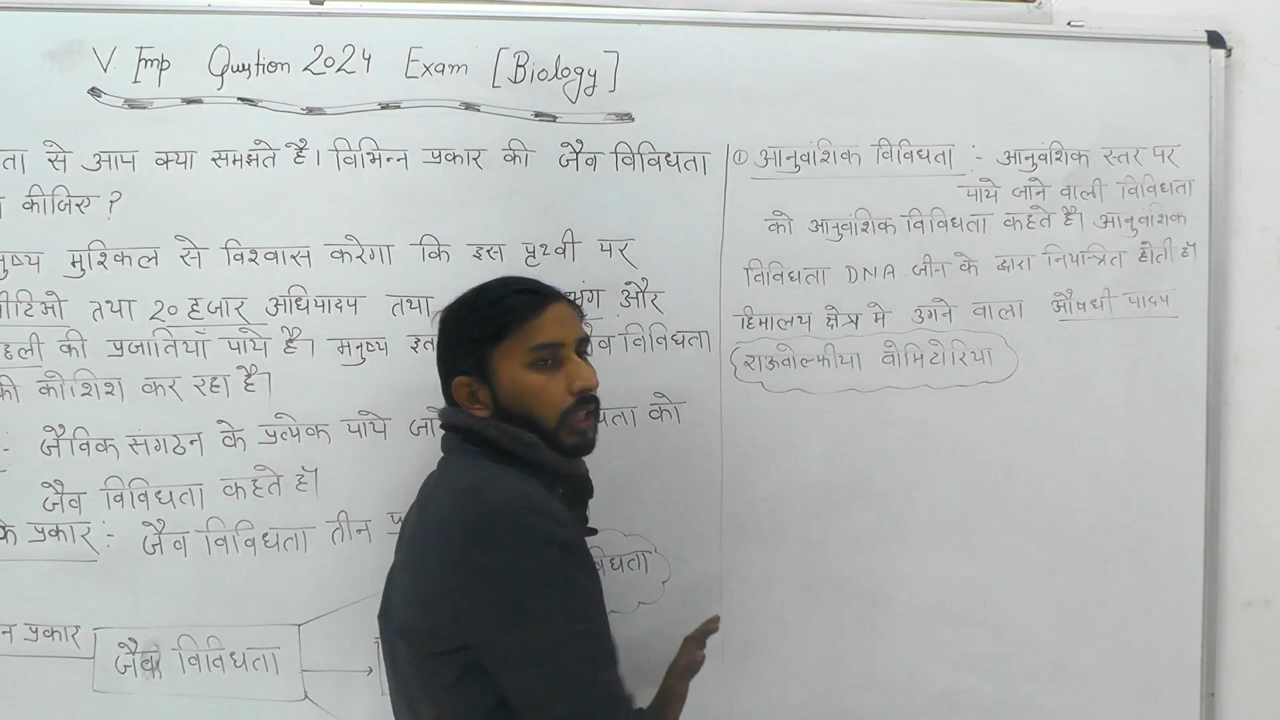 V. Imp Quystion 2024 Exam [Biology]
ता से आप क्या समझते है। विभिन्न प्रकार की जैव विविधता
कीजिए ?
मुश्किल से विश्वास करेगा कि इस पृथ्वी पर
तथा 20 हजार अधिपादप तथा और
की प्रजातियाँ पाये है। मनुष्य विविधता
की कोशिश कर रहा है।
:- जैविक संगठन के प्रत्येक पाये को
जैव विविधता कहते हैं।
के प्रकार :- जैव विविधता तीन
प्रकार
जैव विविधता
① आनुवंशिक विविधता :- आनुवंशिक स्तर पर
पाये जाने वाली विविधता
को आनुवंशिक विविधता कहते है। आनुवंशिक
विविधता DNA जीन के द्वारा नियन्त्रित होती हैं।
हिमालय क्षेत्र मे उगने वाला औषधी पादप
राऊवोल्फीया वोमिटोरिया